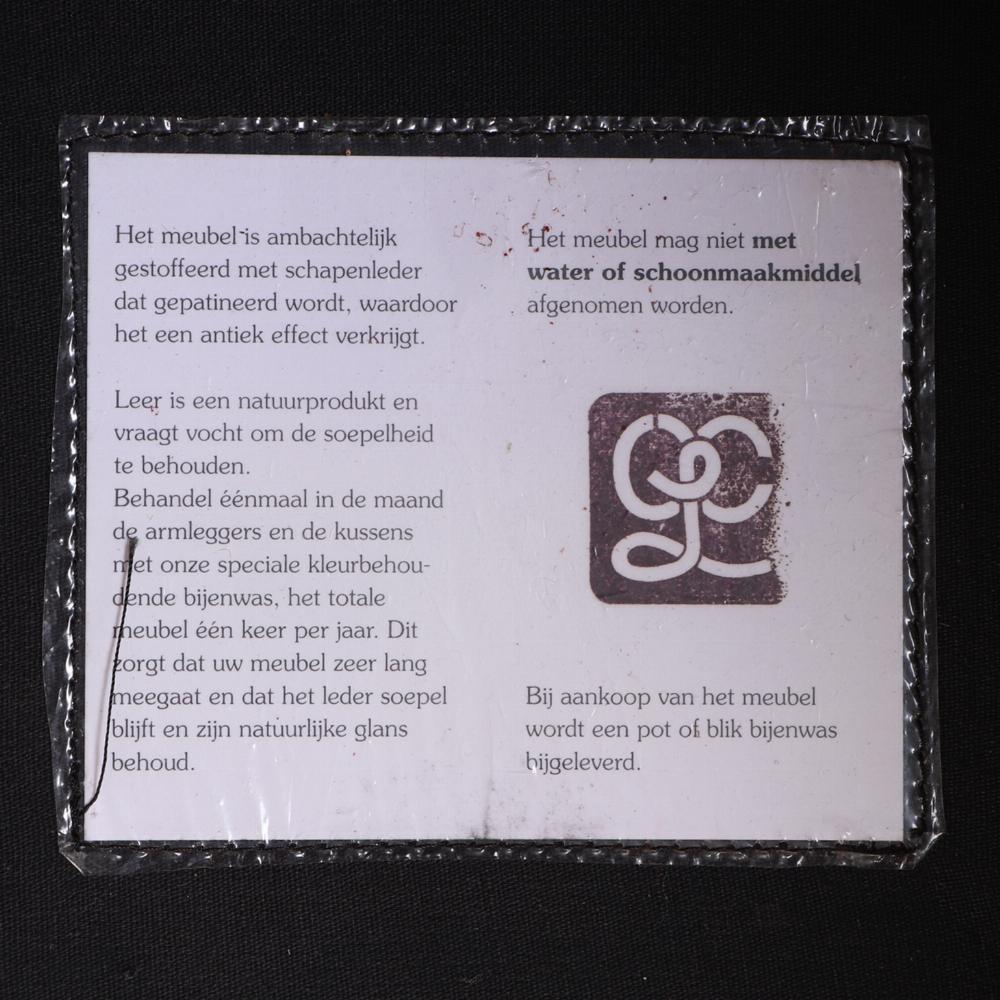 Het meubel is ambachtelijk
gestoffeerd met schapenleder
dat gepatineerd wordt, waardoor
het een antiek effect verkrijgt.
Leer is een natuurprodukt en
vraagt vocht om de soepelheid
te behouden.
Behandel éénmaal in de maand
de armleggers en de kussens
met onze speciale kleurbehou-
dende bijenwas, het totale
meubel één keer per jaar. Dit
zorgt dat uw meubel zeer lang
meegaat en dat het leder soepel
blijft en zijn natuurlijke glans
behoud.
Het meubel mag niet met
water of schoonmaakmiddel
afgenomen worden.
Bij aankoop van het meubel
wordt een pot of blik bijenwas
bijgeleverd.